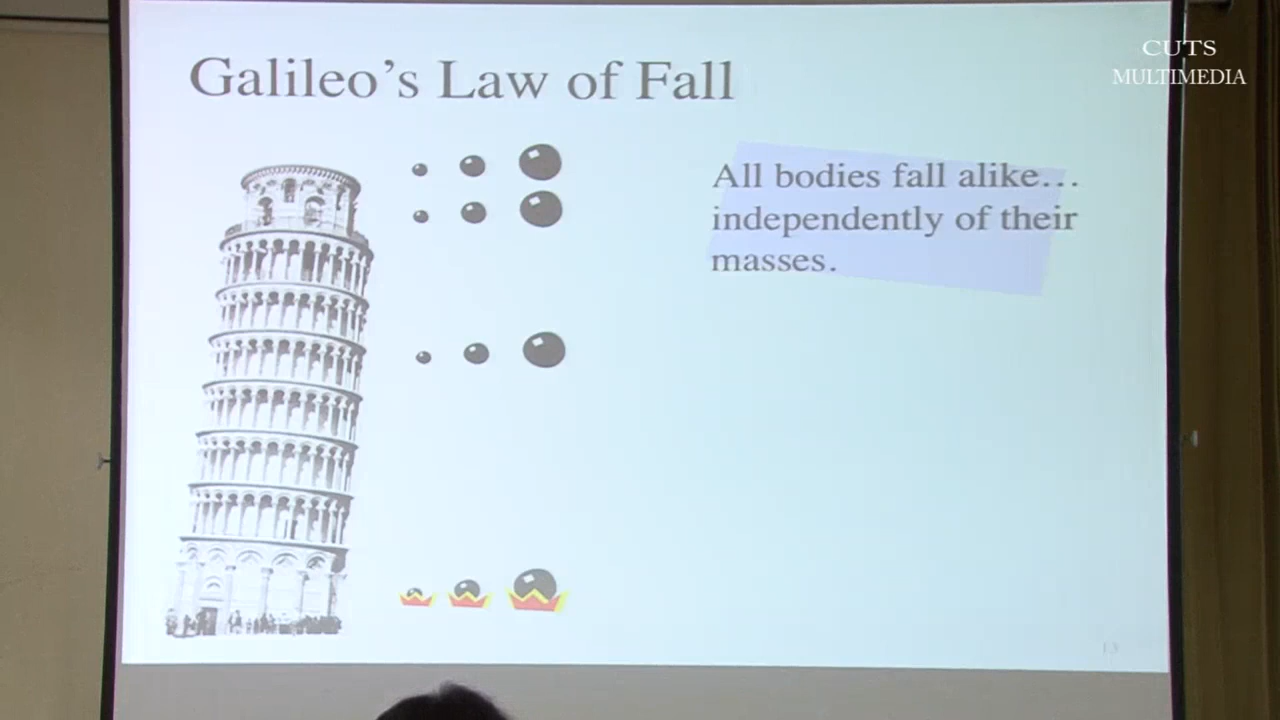 CUTS
MULTIMEDIA
Galileo's Law of Fall
All bodies fall alike…
independently of their
masses.